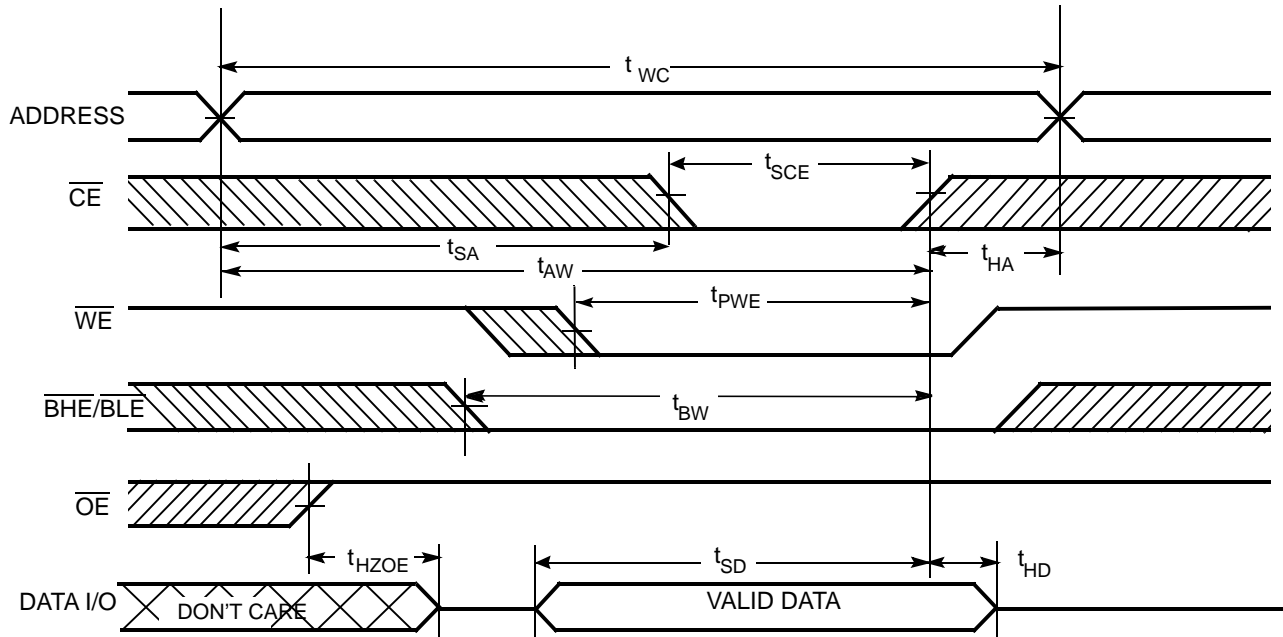 t WC
ADDRESS
tSCE
CE
tSA
tHA
tAW
tPWE
WE
BHE/BLE
tBW
OE
tHZOE
tSD
tHD
DATA I/O
DON'T CARE
VALID DATA